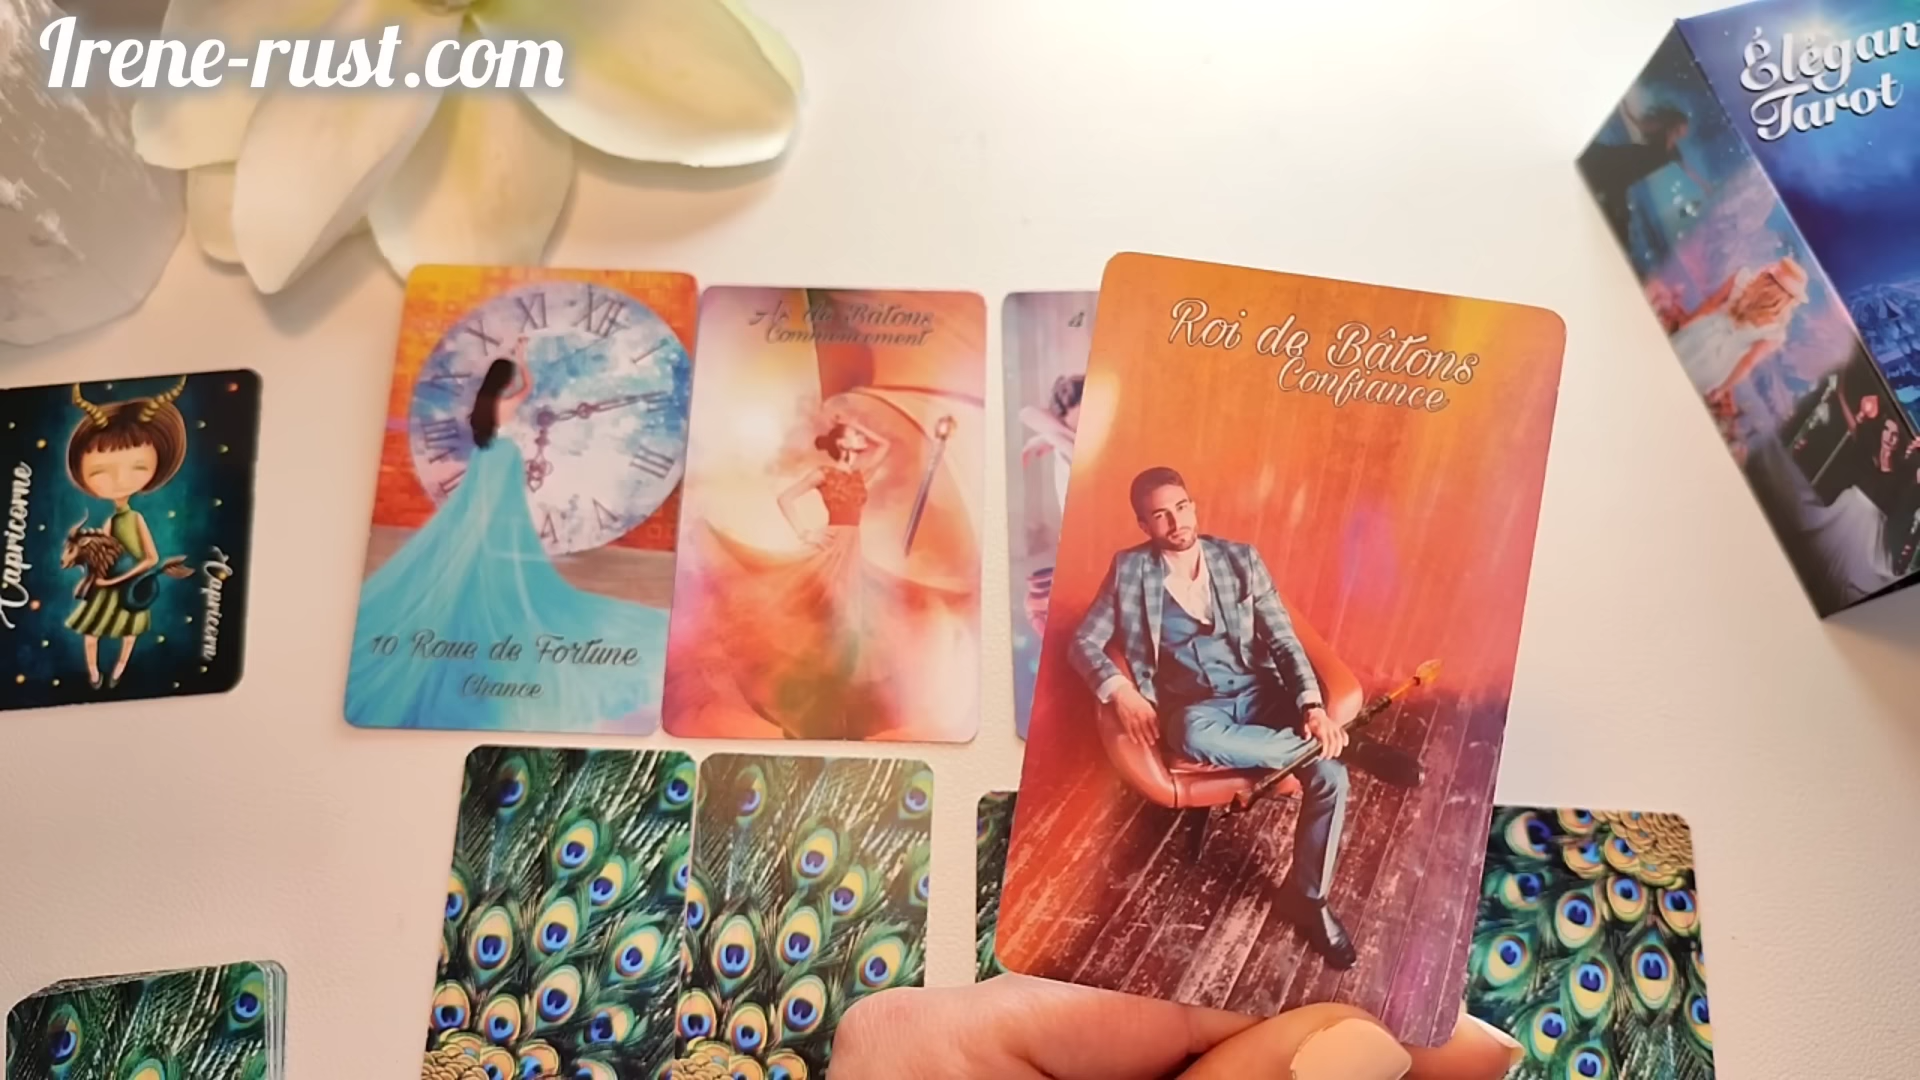 Irene-rust.com
Élégan
Tarot
Capricorne
Capricorn
10 Roue de Fortune
Chance
As de Bâtons
Commencement
4
Roi de Bâtons
Confiance